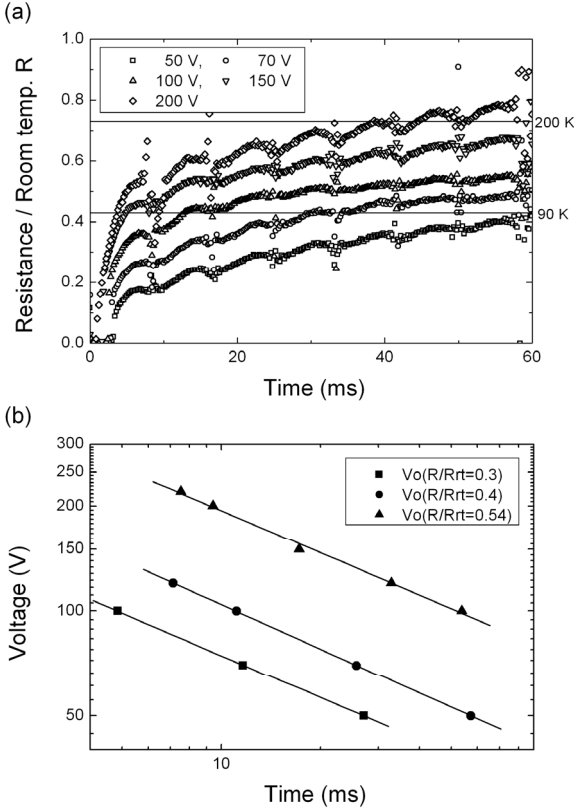 (a)
1.0
0.8
0.6
0.4
0.2
0.0
Resistance / Room temp. R
50 V, 70 V
100 V, 150 V
200 V
200 K
90 K
0 20 40 60
Time (ms)
(b)
300
250
200
150
100
50
Voltage (V)
Vo(R/Rrt=0.3)
Vo(R/Rrt=0.4)
Vo(R/Rrt=0.54)
10
Time (ms)